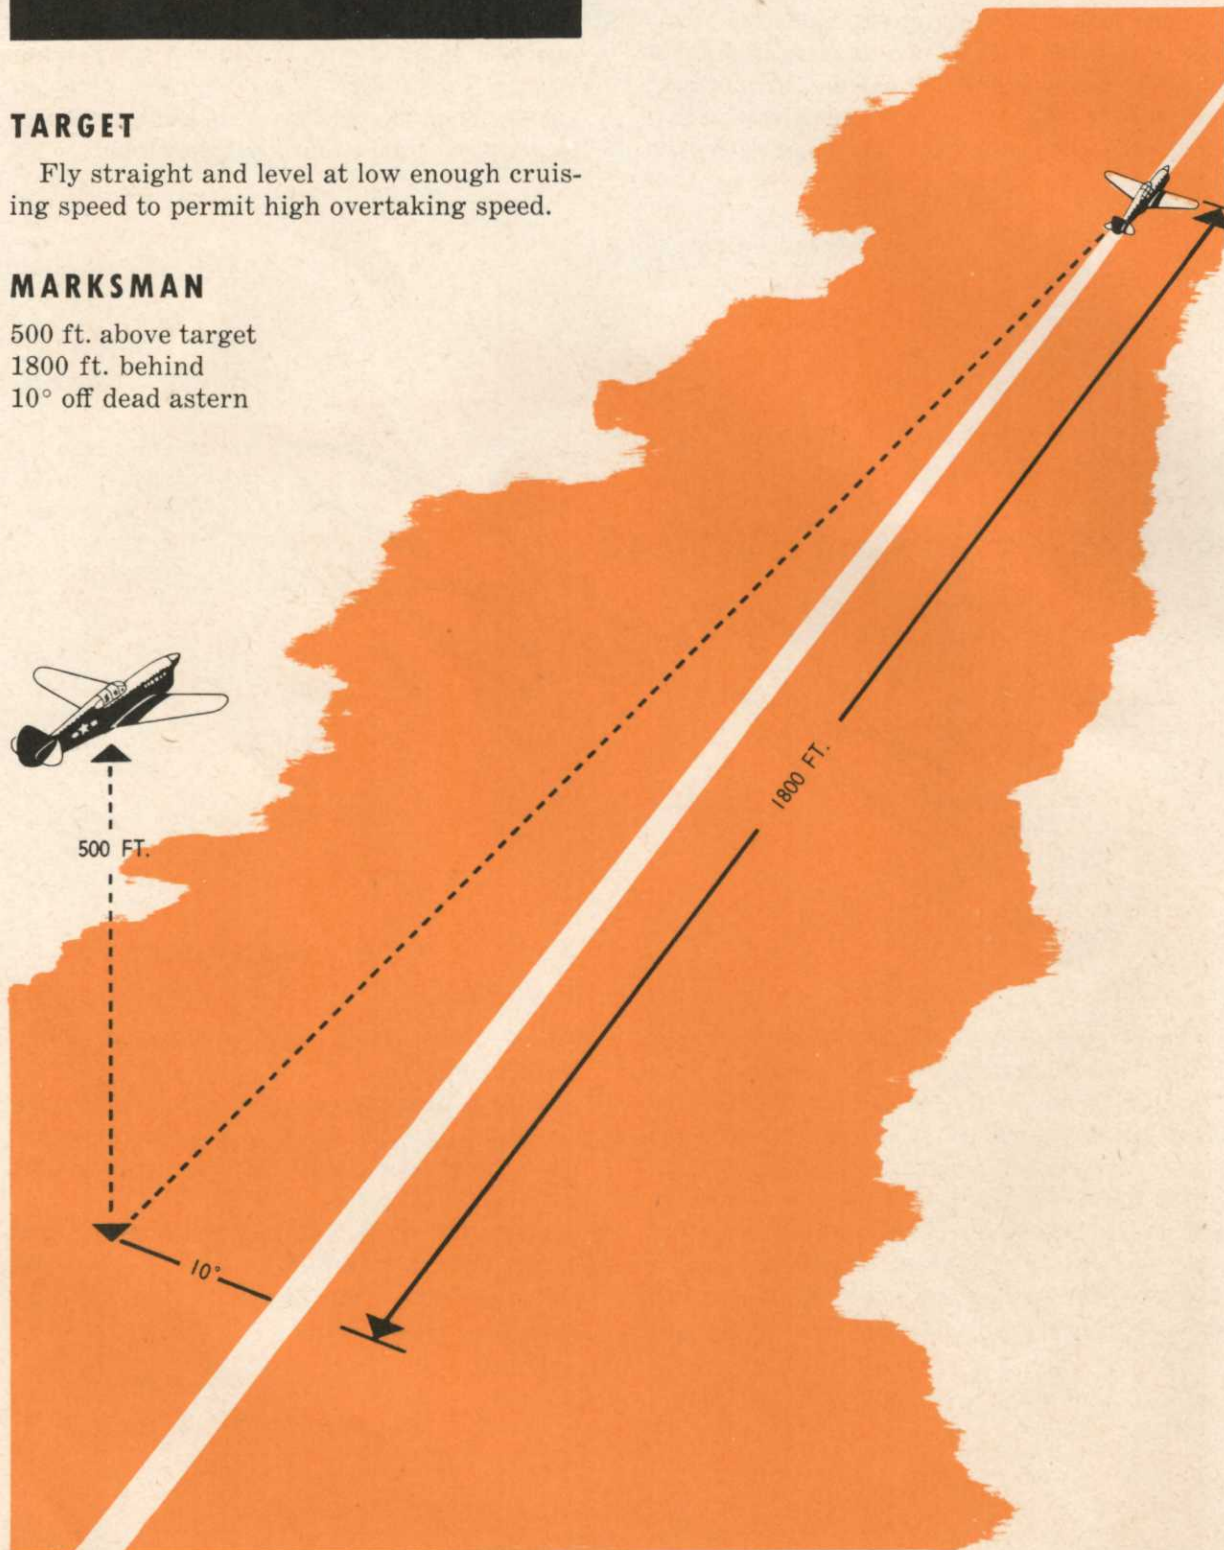 TARGET
Fly straight and level at low enough cruis-
ing speed to permit high overtaking speed.
MARKSMAN
500 ft. above target
1800 ft. behind
10° off dead astern
1800 FT.
500 FT.
10°